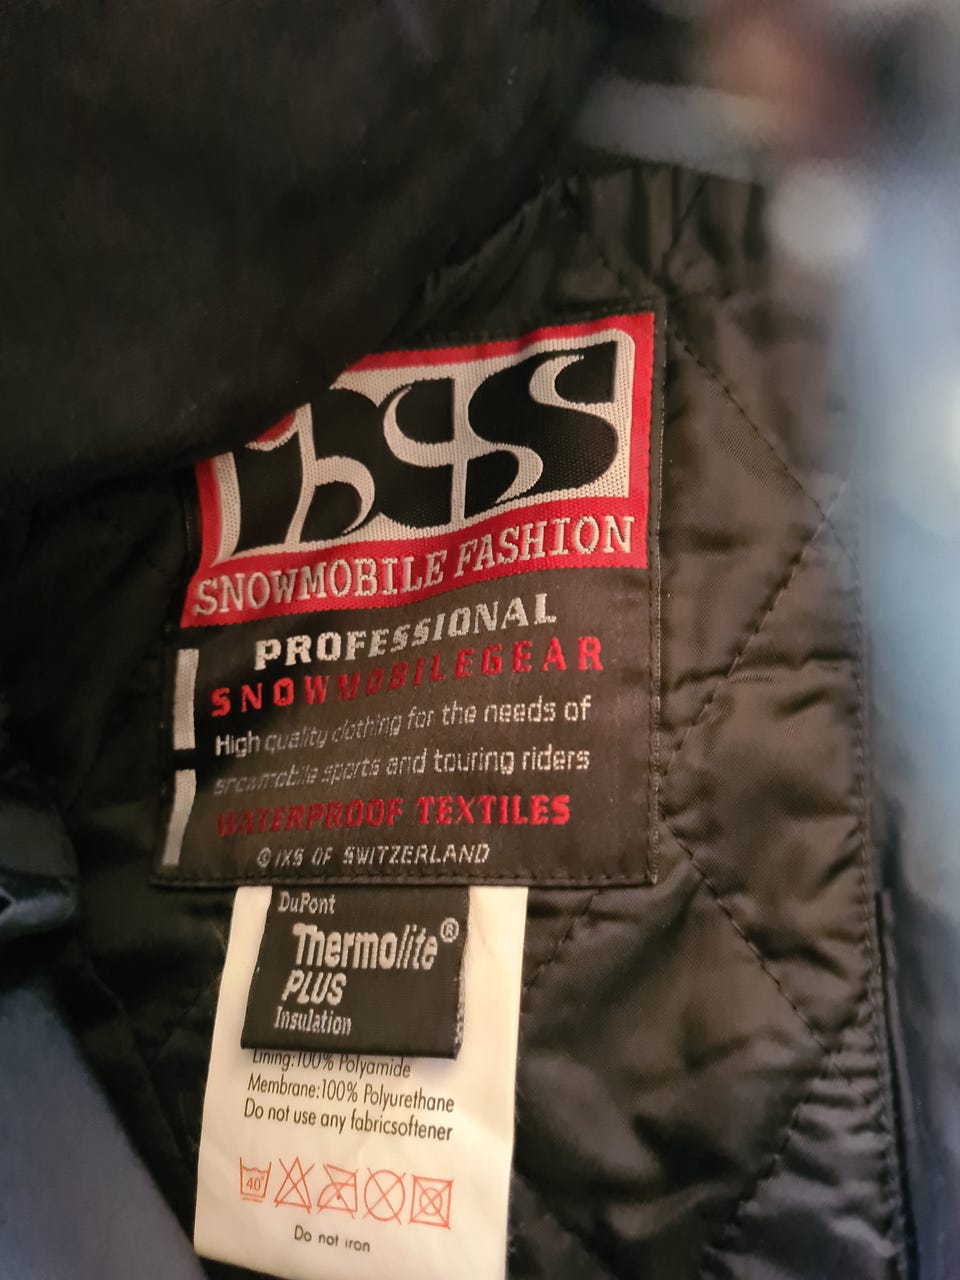 iXS
SNOWMOBILE FASHION
PROFESSIONAL
SNOWMOBILEGEAR
High quality clothing for the needs of
snowmobile sports and touring riders
WATERPROOF TEXTILES
© IXS OF SWITZERLAND
DuPont
Thermolite®
PLUS
Insulation
Lining:100% Polyamide
Membrane:100% Polyurethane
Do not use any fabricsoftener
40°
Do not iron